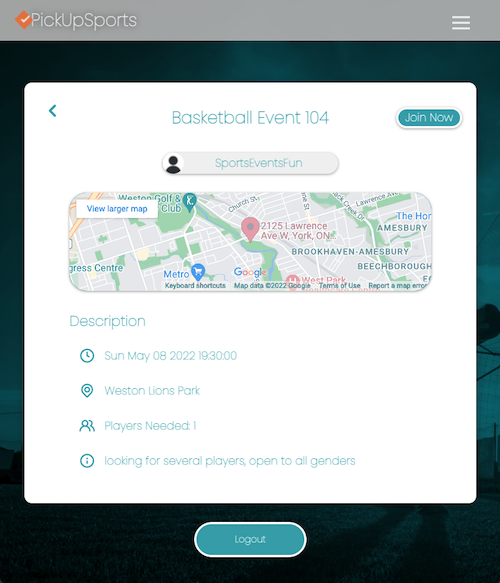 PickUpSports
Basketball Event 104
Join Now
SportsEventsFun
Weston Golf &
Club
View larger map
Church St
Lawrence Ave
2125 Lawrence
Ave W, York, ON
The Hom
AMESBURY
BROOKHAVEN-AMESBURY
BEECHBOROUGH
gress Centre
Metro
Google
West Park
Keyboard shortcuts
Map data ©2022 Google
Terms of Use
Report a map error
Description
Sun May 08 2022 19:30:00
Weston Lions Park
Players Needed: 1
looking for several players, open to all genders
Logout